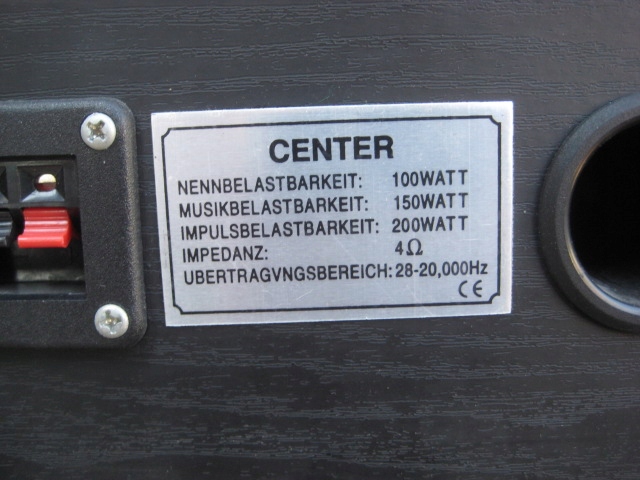 CENTER
NENNBELASTBARKEIT: 100WATT
MUSIKBELASTBARKEIT: 150WATT
IMPULSBELASTBARKEIT: 200WATT
IMPEDANZ: 4Ω
UBERTRAGVNGSBEREICH: 28-20,000Hz
CE